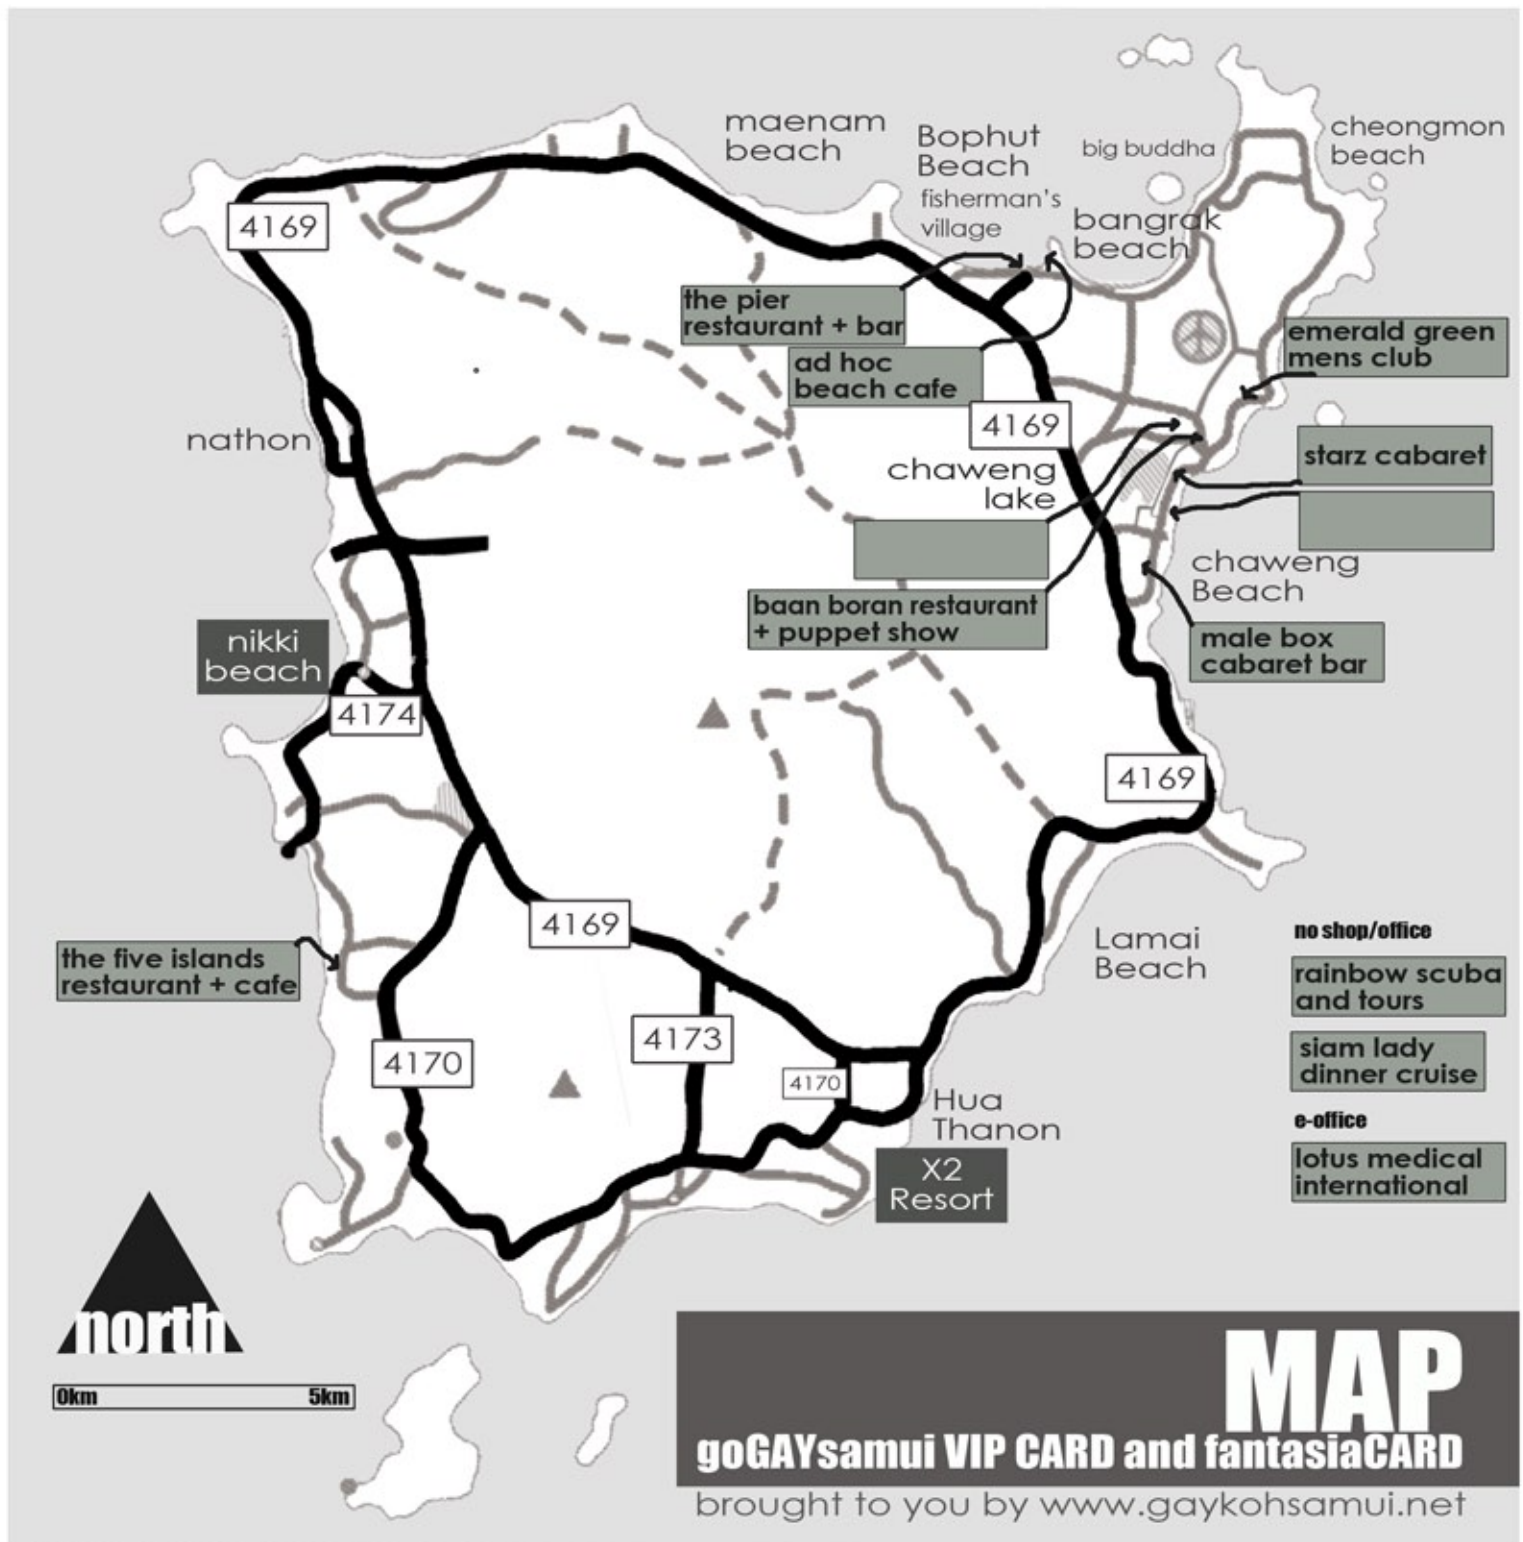 maenam
beach
Bophut
Beach
fisherman's
village
big buddha
cheongmon
beach
bangrak
beach
4169
the pier
restaurant + bar
ad hoc
beach cafe
emerald green
mens club
4169
nathon
chaweng
lake
starz cabaret
chaweng
Beach
baan boran restaurant
+ puppet show
male box
cabaret bar
nikki
beach
4174
4169
4169
Lamai
Beach
no shop/office
rainbow scuba
and tours
the five islands
restaurant + cafe
4173
4170
4170
siam lady
dinner cruise
Hua
Thanon
e-office
X2
Resort
lotus medical
international
north
0km 5km
MAP
goGAYsamui VIP CARD and fantasiaCARD
brought to you by www.gaykohsamui.net